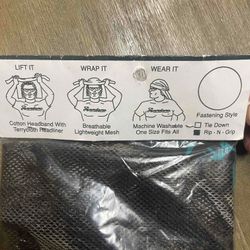 LIFT IT
WRAP IT
WEAR IT
Cotton Headband With
Terrycloth Headliner
Breathable
Lightweight Mesh
Machine Washable
One Size Fits All
Fastening Style
Tie Down
Rip - N - Grip